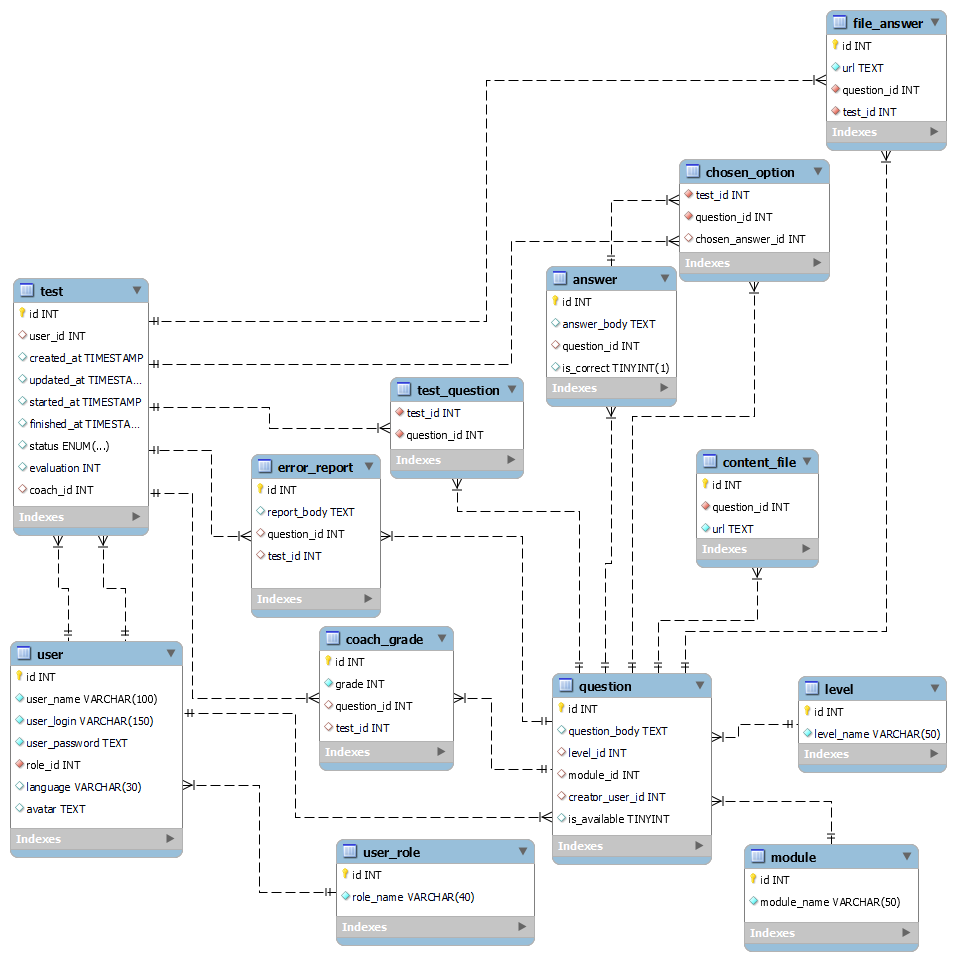 file_answer
id INT
url TEXT
question_id INT
test_id INT
Indexes
chosen_option
test_id INT
question_id INT
chosen_answer_id INT
Indexes
answer
id INT
answer_body TEXT
question_id INT
is_correct TINYINT(1)
Indexes
test
id INT
user_id INT
created_at TIMESTAMP
updated_at TIMESTA...
started_at TIMESTAMP
finished_at TIMESTA...
status ENUM(...)
evaluation INT
coach_id INT
Indexes
test_question
test_id INT
question_id INT
Indexes
error_report
id INT
report_body TEXT
question_id INT
test_id INT
Indexes
content_file
id INT
question_id INT
url TEXT
Indexes
user
id INT
user_name VARCHAR(100)
user_login VARCHAR(150)
user_password TEXT
role_id INT
language VARCHAR(30)
avatar TEXT
Indexes
coach_grade
id INT
grade INT
question_id INT
test_id INT
Indexes
question
id INT
question_body TEXT
level_id INT
module_id INT
creator_user_id INT
is_available TINYINT
Indexes
level
id INT
level_name VARCHAR(50)
Indexes
user_role
id INT
role_name VARCHAR(40)
Indexes
module
id INT
module_name VARCHAR(50)
Indexes